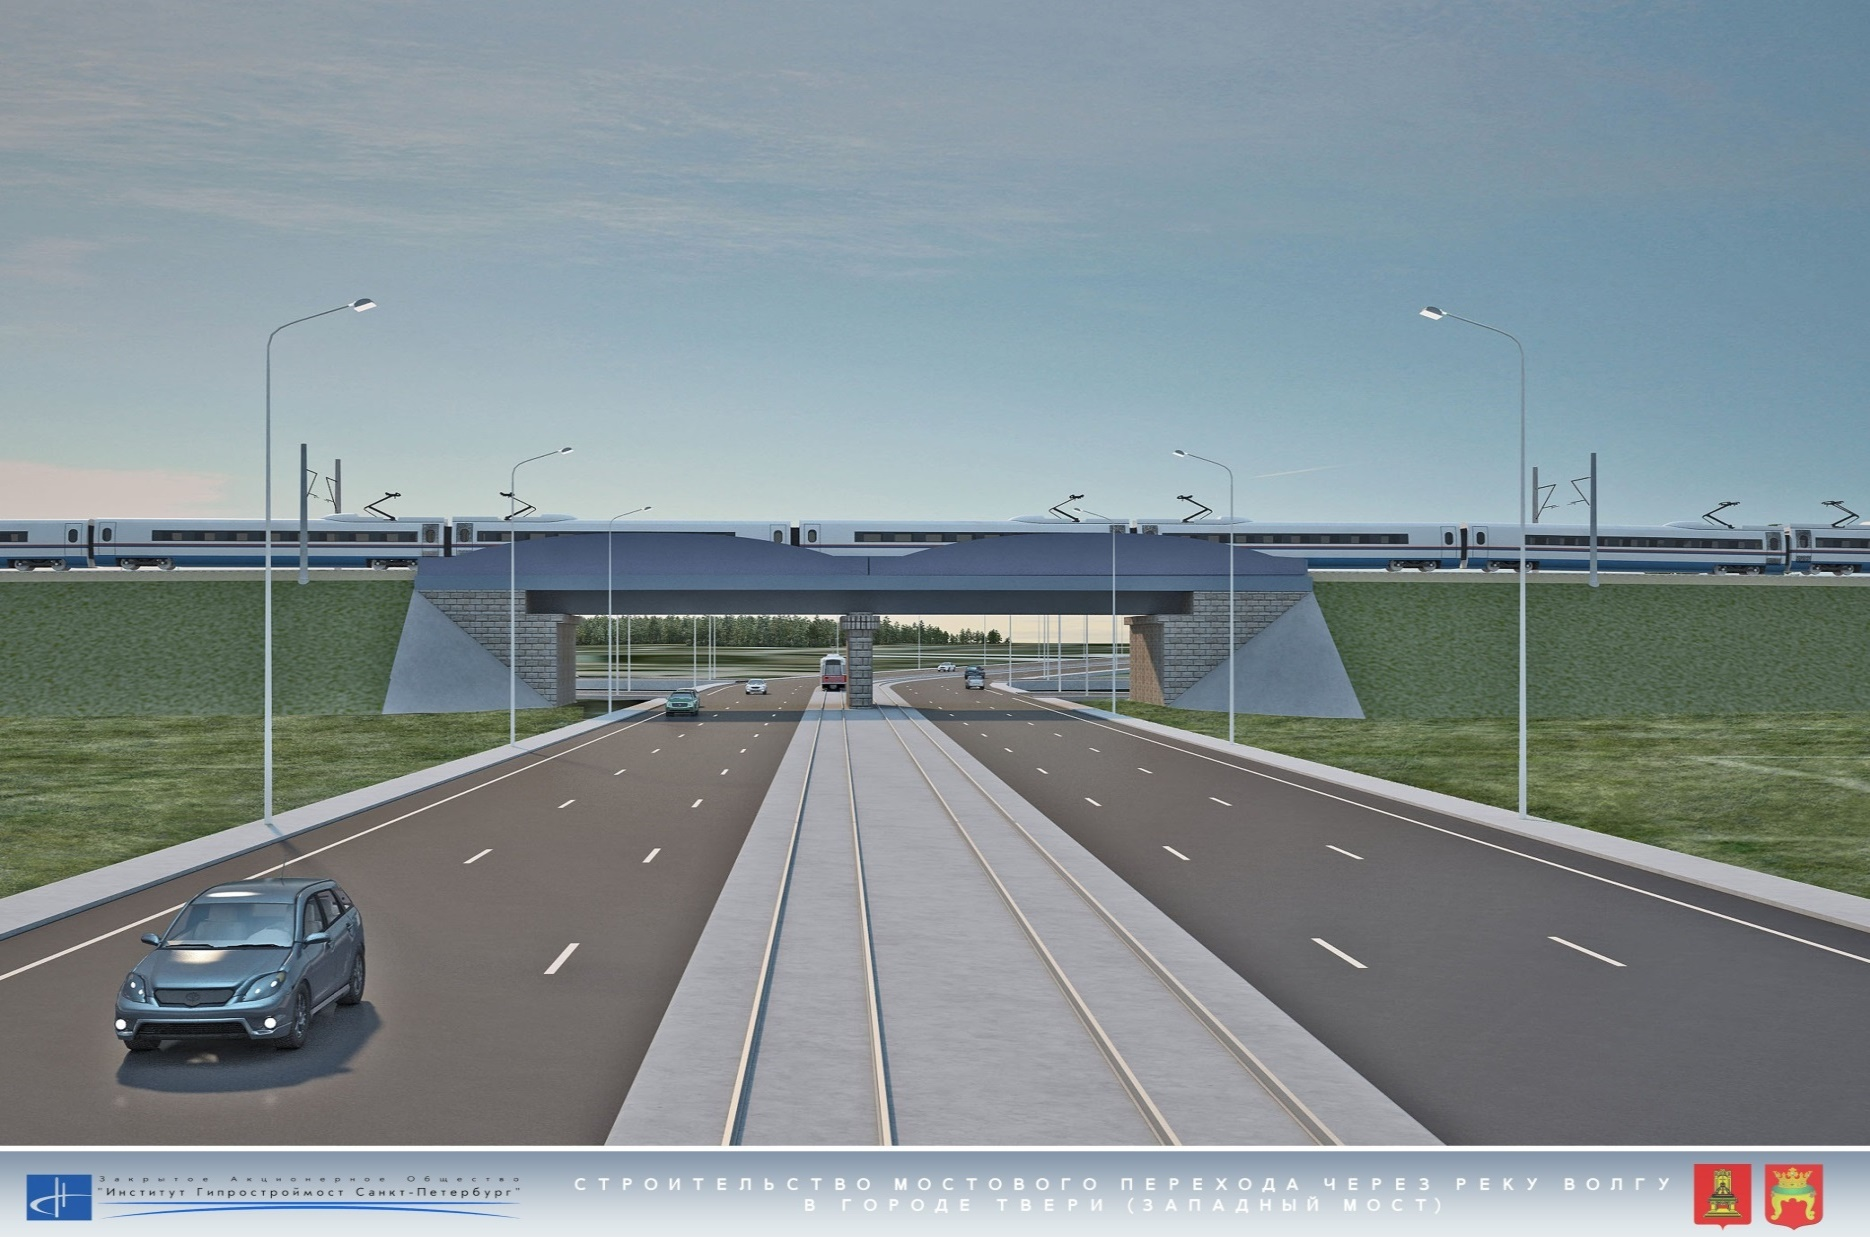 Закрытое Акционерное Общество
"Институт Гипростроймост Санкт-Петербург"
СТРОИТЕЛЬСТВО МОСТОВОГО ПЕРЕХОДА ЧЕРЕЗ РЕКУ ВОЛГУ
В ГОРОДЕ ТВЕРИ (ЗАПАДНЫЙ МОСТ)